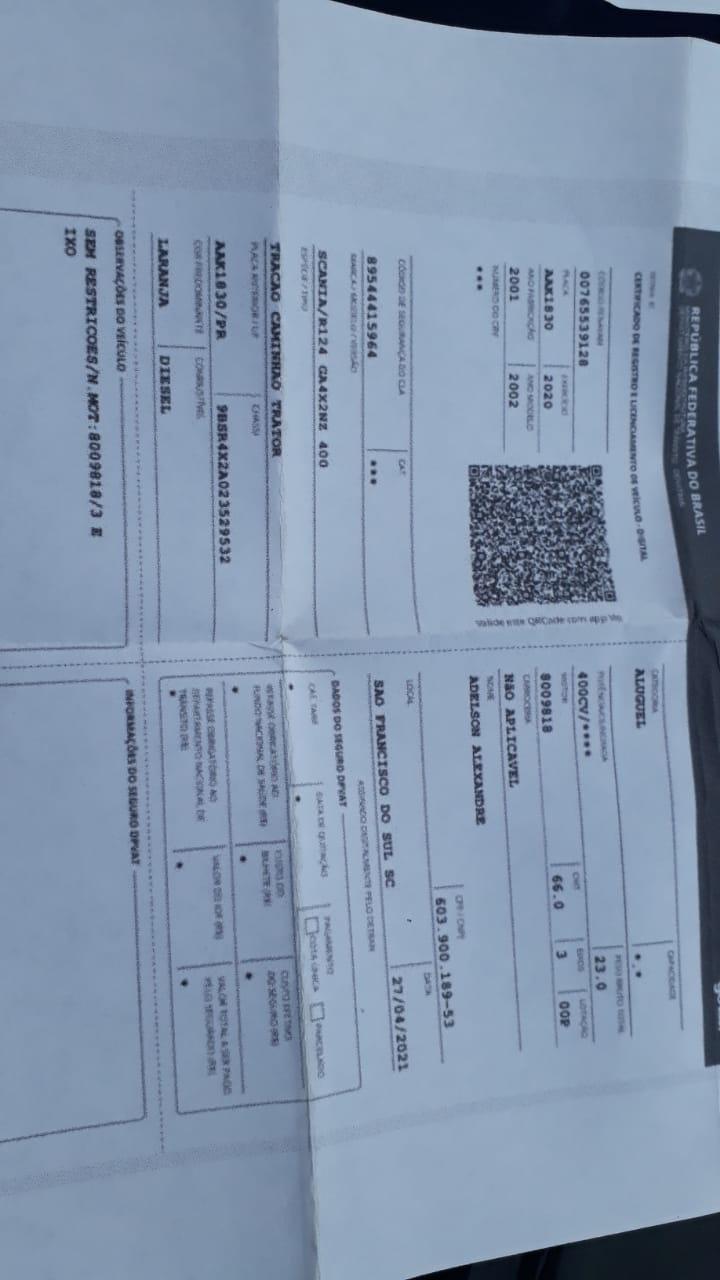 REPÚBLICA FEDERATIVA DO BRASIL
CERTIFICADO DE REGISTRO E LICENCIAMENTO DE VEÍCULO - DIGITAL
CÓDIGO RENAVAM
00765539128
PLACA EXERCÍCIO
AAK1830 2020
ANO FABRICAÇÃO ANO MODELO
2001 2002
NÚMERO DO CRV
***
Valide este QRCode com app Vio
CÓDIGO DE SEGURANÇA DO CLA CAT
89544415964 ***
MARCA / MODELO / VERSÃO
SCANIA/R124 GA4X2NZ 400
ESPÉCIE / TIPO
TRACAO CAMINHAO TRATOR
PLACA ANTERIOR / UF CHASSI
AAK1830/PR 9BSR4X2A023529532
COR PREDOMINANTE COMBUSTÍVEL
LARANJA DIESEL
OBSERVAÇÕES DO VEÍCULO
SEM RESTRICOES/N.MOT:8009818/3 E
IXO
CATEGORIA CAPACIDADE
ALUGUEL *.*
POTÊNCIA/CILINDRADA PESO BRUTO TOTAL
400CV/**** 23.0
MOTOR CMT EIXOS LOTAÇÃO
8009818 66.0 3 00P
CARROCERIA
NãO APLICAVEL
NOME
ADELSON ALEXANDRE
CPF / CNPJ
603.900.189-53
LOCAL DATA
SAO FRANCISCO DO SUL SC 27/04/2021
ASSINADO DIGITALMENTE PELO DETRAN
DADOS DO SEGURO DPVAT
CAT. TARIF DATA DE QUITAÇÃO PAGAMENTO
* * COTA ÚNICA PARCELADO
REPASSE OBRIGATÓRIO AO FUNDO NACIONAL DE SAÚDE (R$) CUSTO DO BILHETE (R$) CUSTO EFETIVO DO SEGURO (R$)
* * *
REPASSE OBRIGATÓRIO AO DEPARTAMENTO NACIONAL DE TRÂNSITO (R$) VALOR DO IOF (R$) VALOR TOTAL A SER PAGO PELO SEGURADO (R$)
* * *
INFORMAÇÕES DO SEGURO DPVAT